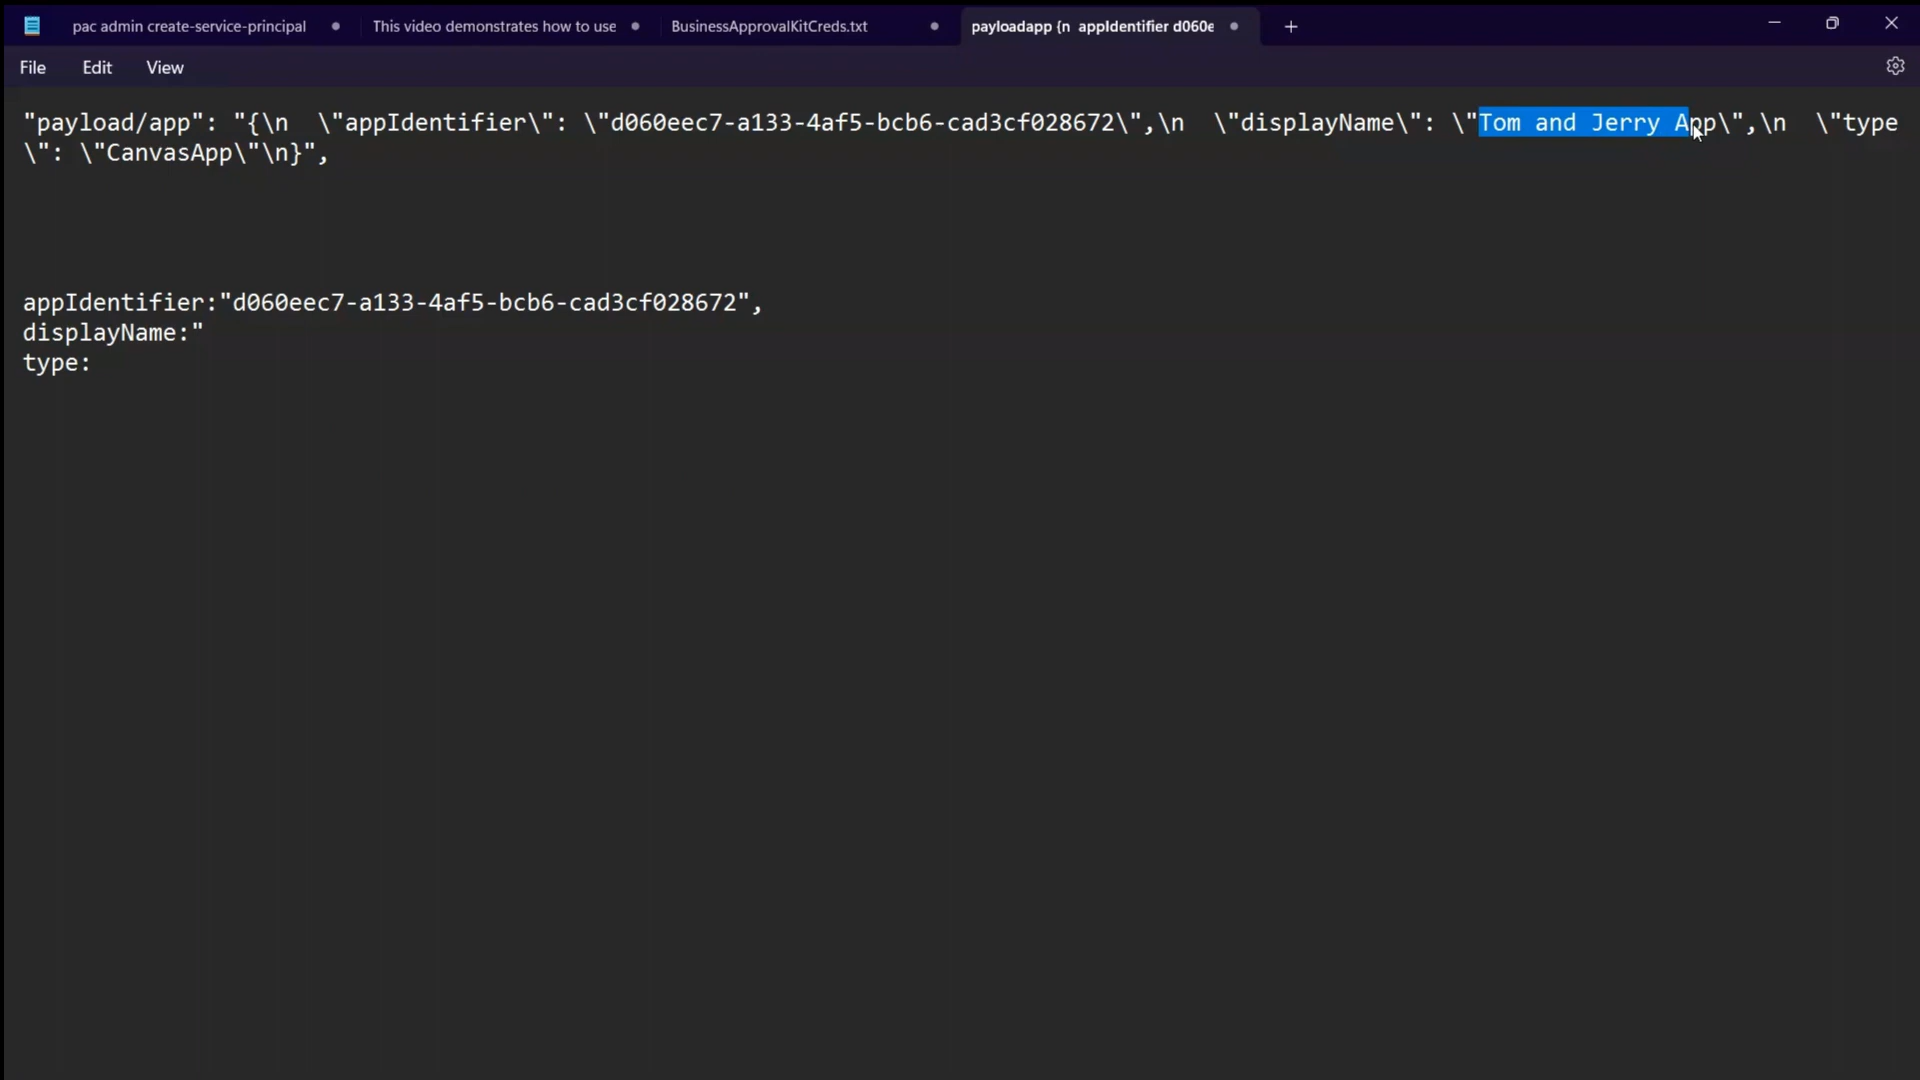 pac admin create-service-principal
This video demonstrates how to use
BusinessApprovalKitCreds.txt
payloadapp {n  appIdentifier d060e
File
Edit
View
"payload/app": "{\n  \"appIdentifier\": \"d060eec7-a133-4af5-bcb6-cad3cf028672\",\n  \"displayName\": \"Tom and Jerry App\",\n  \"type
\": \"CanvasApp\"\n}",
appIdentifier:"d060eec7-a133-4af5-bcb6-cad3cf028672",
displayName:"
type: